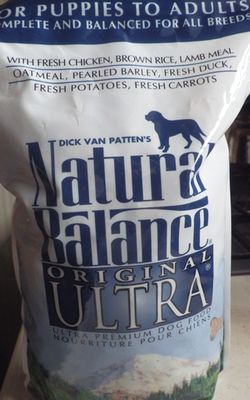 OR PUPPIES TO ADULTS
MPLETE AND BALANCED FOR ALL BREED
WITH FRESH CHICKEN, BROWN RICE, LAMB MEAL
OATMEAL, PEARLED BARLEY, FRESH DUCK,
FRESH POTATOES, FRESH CARROTS
DICK VAN PATTEN'S
Natural
Balance®
ORIGINAL
ULTRA®
ULTRA PREMIUM DOG FOOD
NOURRITURE POUR CHIENS